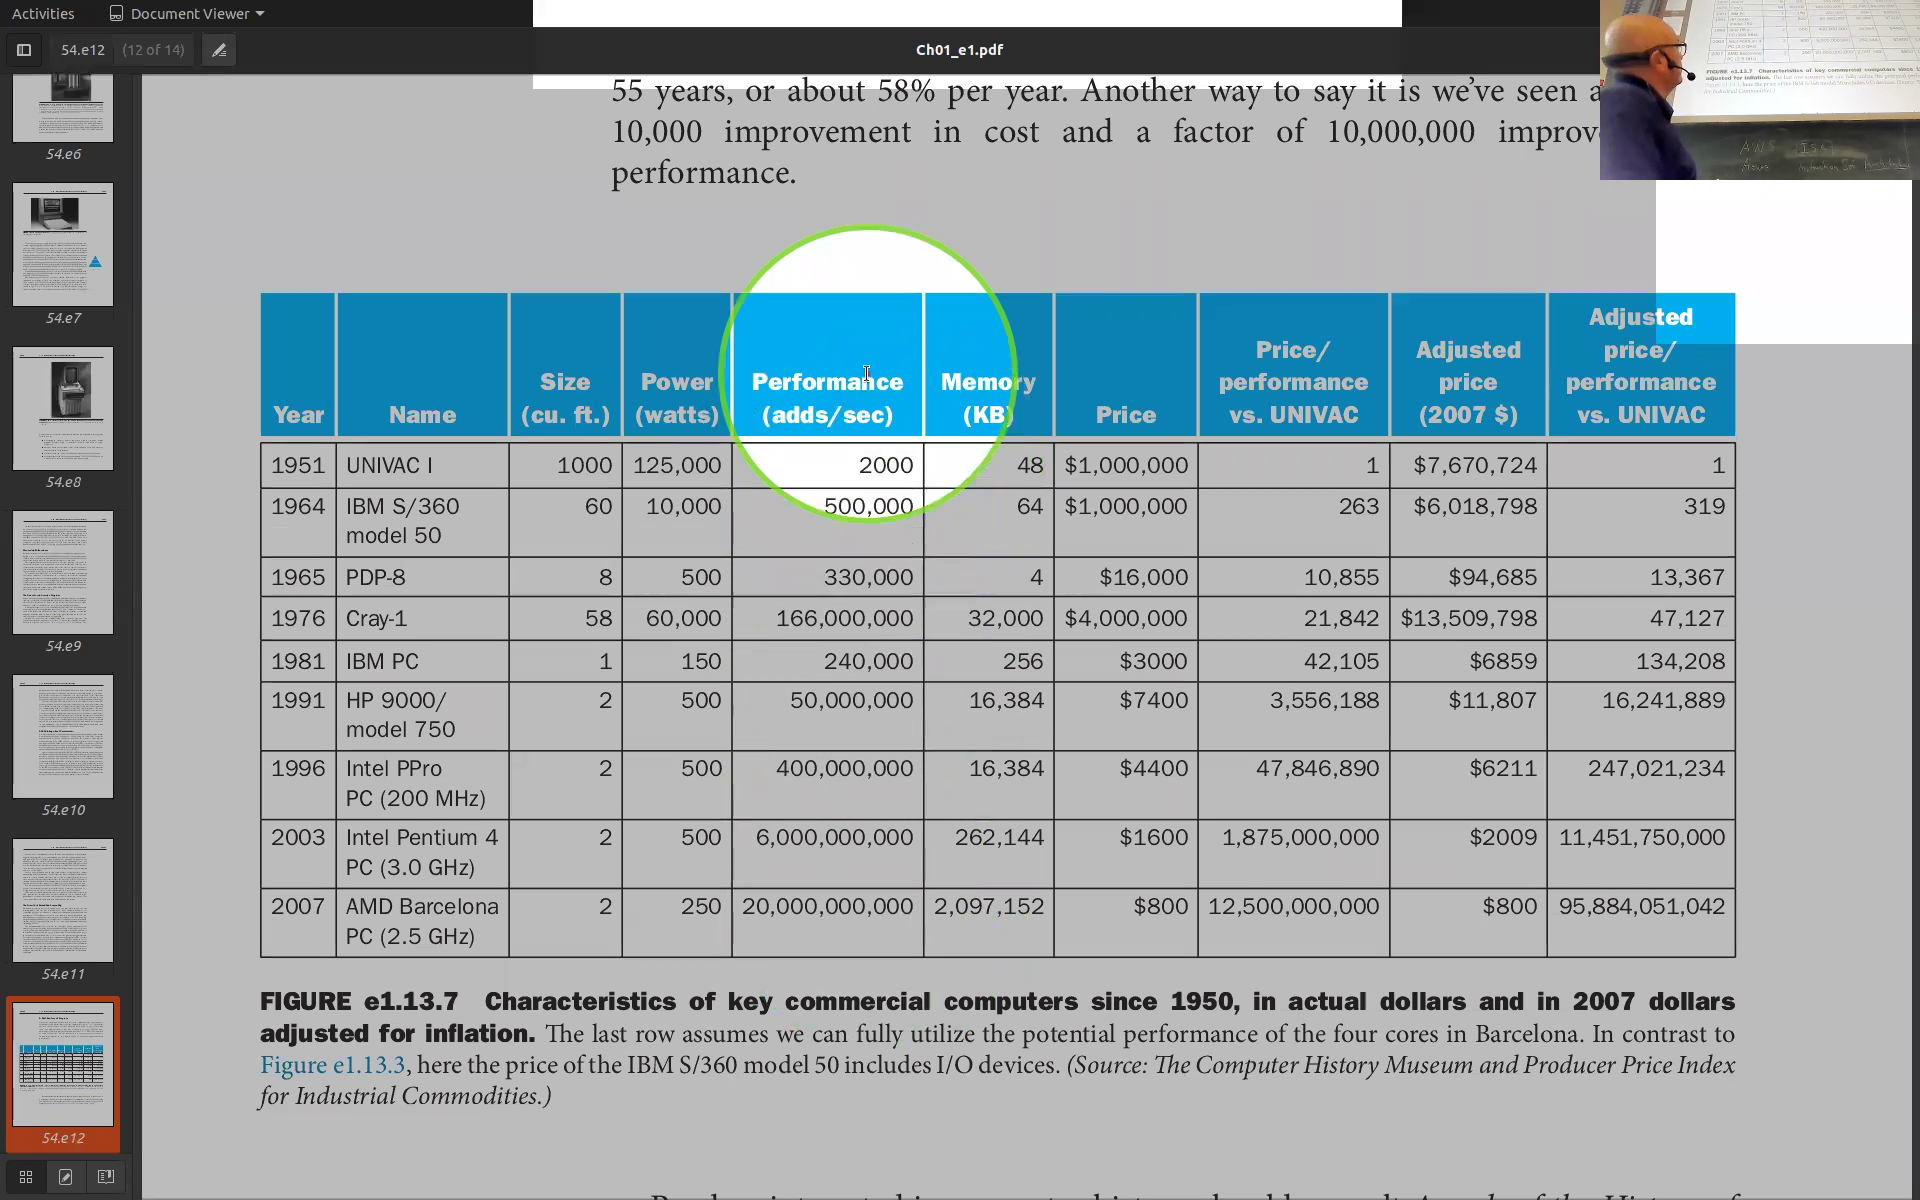 Activities
Document Viewer
54.e12
(12 of 14)
Ch01_e1.pdf
54.e6
54.e7
54.e8
54.e9
54.e10
54.e11
54.e12
55 years, or about 58% per year. Another way to say it is we've seen a
10,000 improvement in cost and a factor of 10,000,000 improv
performance.
Year Name Size (cu. ft.) Power (watts) Performance (adds/sec) Memory (KB) Price Price/ performance vs. UNIVAC Adjusted price (2007 $) Adjusted price/ performance vs. UNIVAC
1951 UNIVAC I 1000 125,000 2000 48 $1,000,000 1 $7,670,724 1
1964 IBM S/360 60 10,000 500,000 64 $1,000,000 263 $6,018,798 319
model 50
1965 PDP-8 8 500 330,000 4 $16,000 10,855 $94,685 13,367
1976 Cray-1 58 60,000 166,000,000 32,000 $4,000,000 21,842 $13,509,798 47,127
1981 IBM PC 1 150 240,000 256 $3000 42,105 $6859 134,208
1991 HP 9000/ 2 500 50,000,000 16,384 $7400 3,556,188 $11,807 16,241,889
model 750
1996 Intel PPro 2 500 400,000,000 16,384 $4400 47,846,890 $6211 247,021,234
PC (200 MHz)
2003 Intel Pentium 4 2 500 6,000,000,000 262,144 $1600 1,875,000,000 $2009 11,451,750,000
PC (3.0 GHz)
2007 AMD Barcelona 2 250 20,000,000,000 2,097,152 $800 12,500,000,000 $800 95,884,051,042
PC (2.5 GHz)
FIGURE e1.13.7 Characteristics of key commercial computers since 1950, in actual dollars and in 2007 dollars
adjusted for inflation. The last row assumes we can fully utilize the potential performance of the four cores in Barcelona. In contrast to
Figure e1.13.3, here the price of the IBM S/360 model 50 includes I/O devices. (Source: The Computer History Museum and Producer Price Index
for Industrial Commodities.)